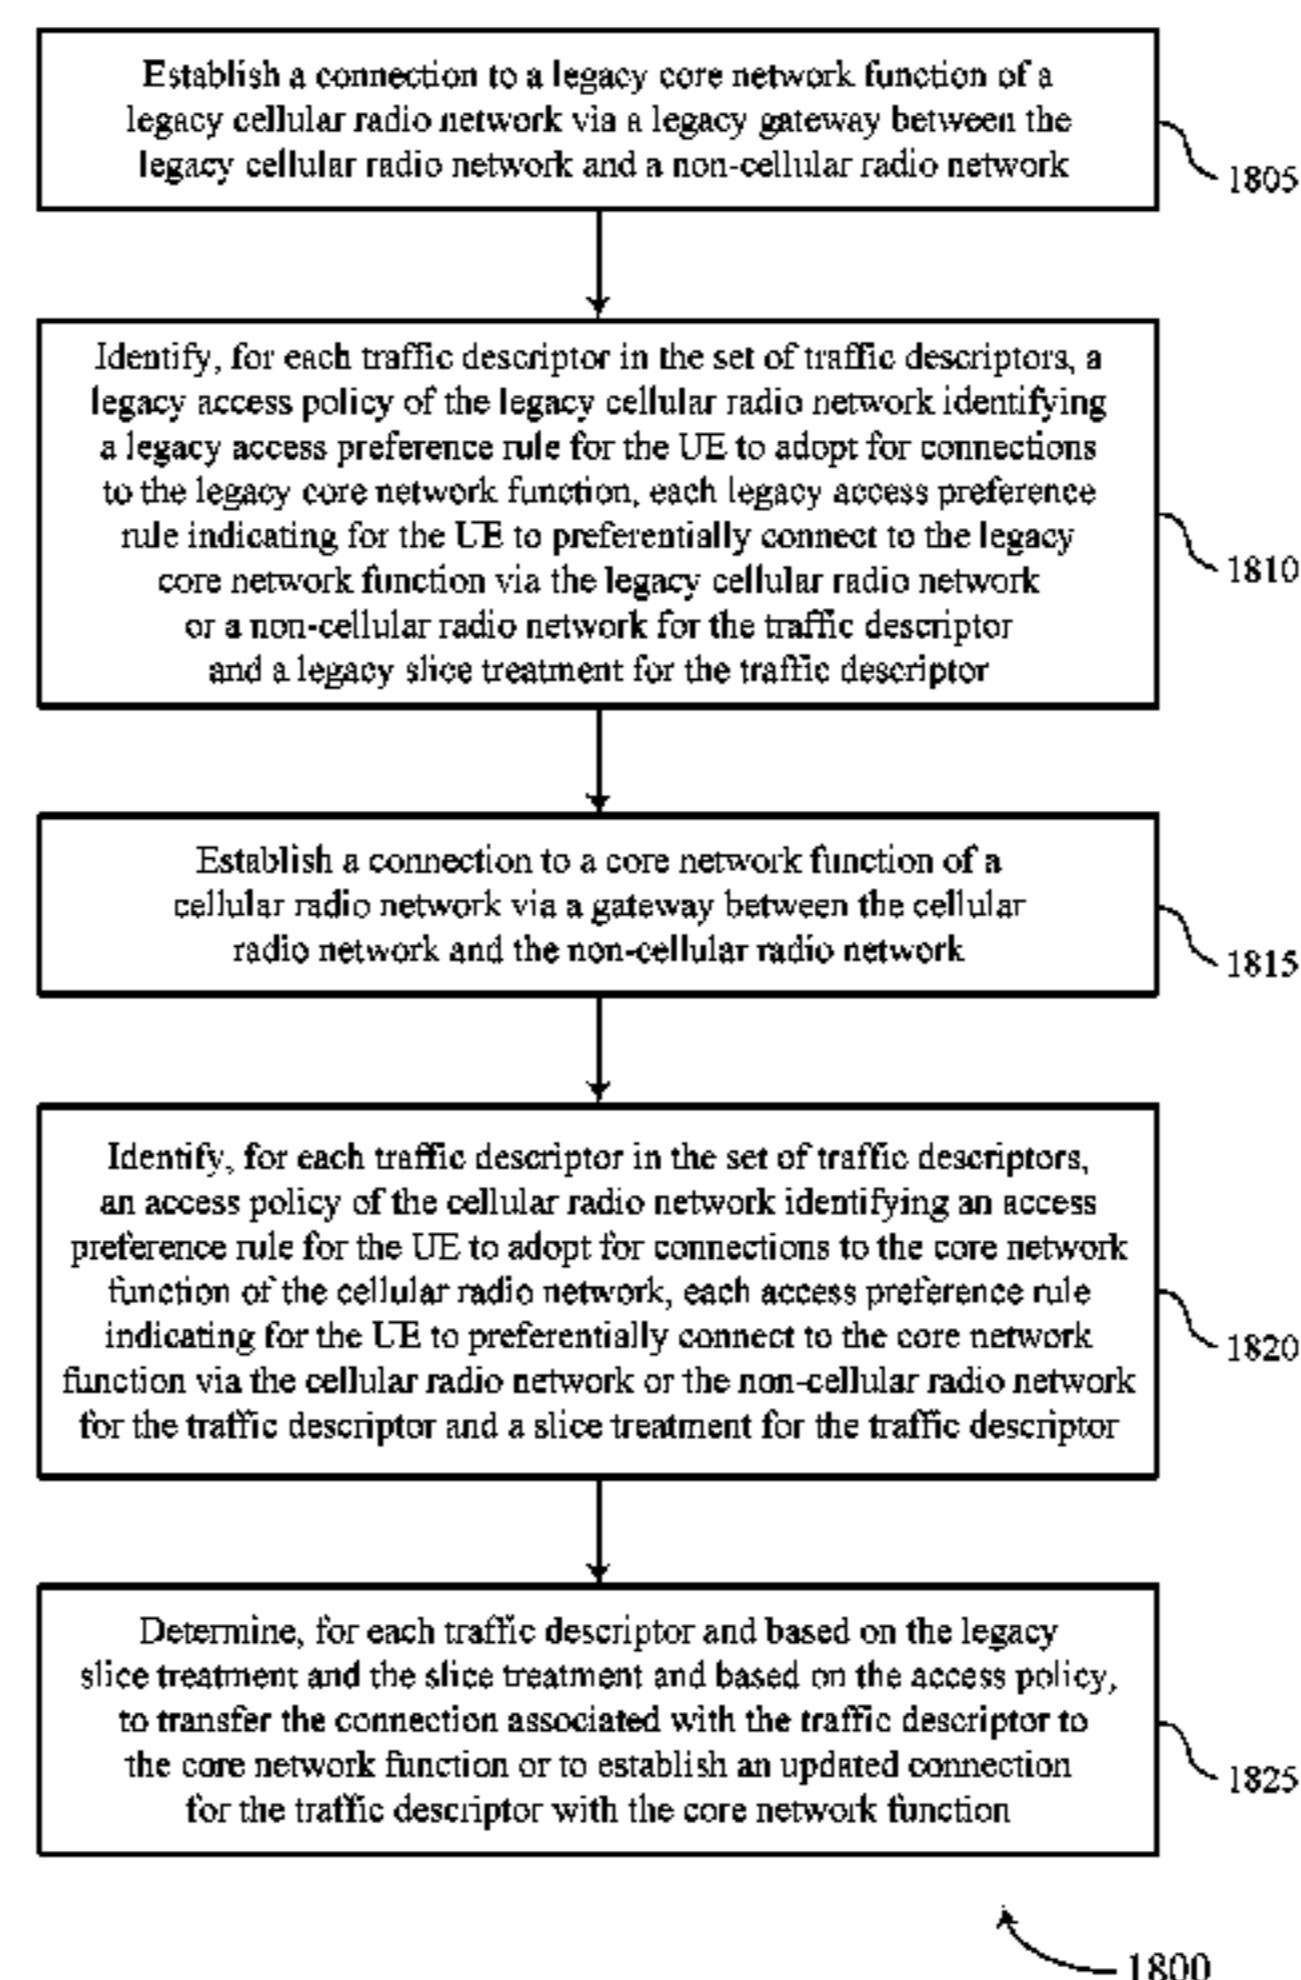 Establish a connection to a legacy core network function of a
legacy cellular radio network via a legacy gateway between the
legacy cellular radio network and a non-cellular radio network
1805
Identify, for each traffic descriptor in the set of traffic descriptors, a
legacy access policy of the legacy cellular radio network identifying
a legacy access preference rule for the UE to adopt for connections
to the legacy core network function, each legacy access preference
rule indicating for the UE to preferentially connect to the legacy
core network function via the legacy cellular radio network
or a non-cellular radio network for the traffic descriptor
and a legacy slice treatment for the traffic descriptor
1810
Establish a connection to a core network function of a
cellular radio network via a gateway between the cellular
radio network and the non-cellular radio network
1815
Identify, for each traffic descriptor in the set of traffic descriptors,
an access policy of the cellular radio network identifying an access
preference rule for the UE to adopt for connections to the core network
function of the cellular radio network, each access preference rule
indicating for the UE to preferentially connect to the core network
function via the cellular radio network or the non-cellular radio network
for the traffic descriptor and a slice treatment for the traffic descriptor
1820
Determine, for each traffic descriptor and based on the legacy
slice treatment and the slice treatment and based on the access policy,
to transfer the connection associated with the traffic descriptor to
the core network function or to establish an updated connection
for the traffic descriptor with the core network function
1825
1800